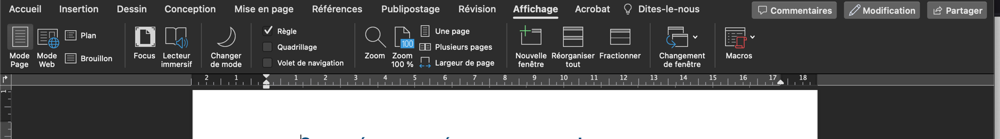 Accueil Insertion Dessin Conception Mise en page Références Publipostage Révision Affichage Acrobat Dites-le-nous Commentaires Modification Partager
Mode Page
Mode Web
Plan
Brouillon
Focus
Lecteur immersif
Changer de mode
Règle
Quadrillage
Volet de navigation
Zoom
100
Zoom 100 %
Une page
Plusieurs pages
Largeur de page
Nouvelle fenêtre
Réorganiser tout
Fractionner
Changement de fenêtre
Macros
2 1 1 2 3 4 5 6 7 8 9 10 11 12 13 14 15 16 17 18
1